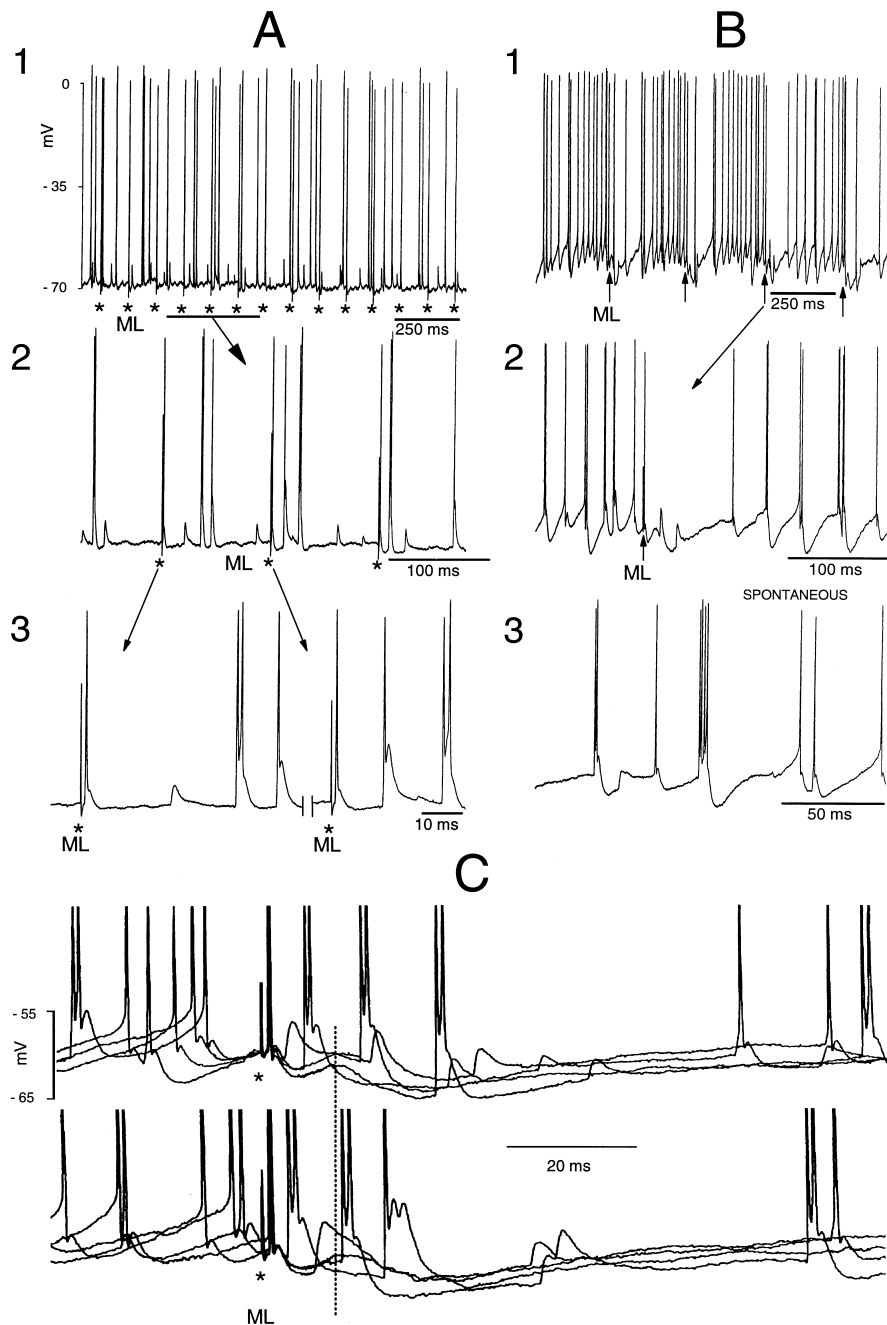 A
1
0
mV
- 35
- 70
* * * * * * * * * * * * * *
ML
250 ms
2
* ML * *
100 ms
3
*
ML
*
ML
10 ms
B
1
ML
250 ms
2
ML
100 ms
SPONTANEOUS
3
50 ms
C
- 55
mV
- 65
*
20 ms
*
ML